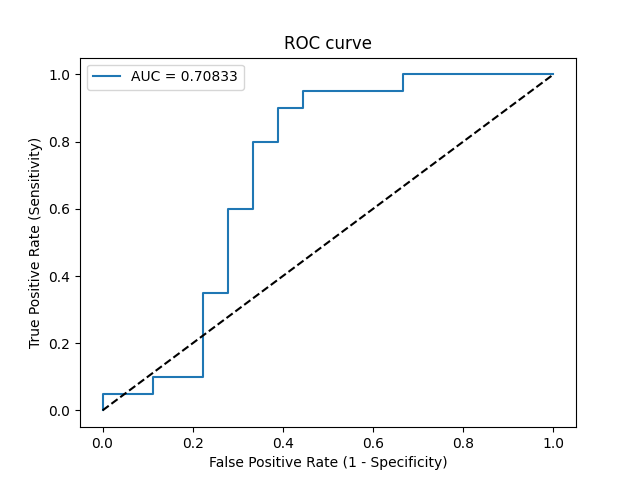 ROC curve
AUC = 0.70833
True Positive Rate (Sensitivity)
1.0
0.8
0.6
0.4
0.2
0.0
0.0 0.2 0.4 0.6 0.8 1.0
False Positive Rate (1 - Specificity)